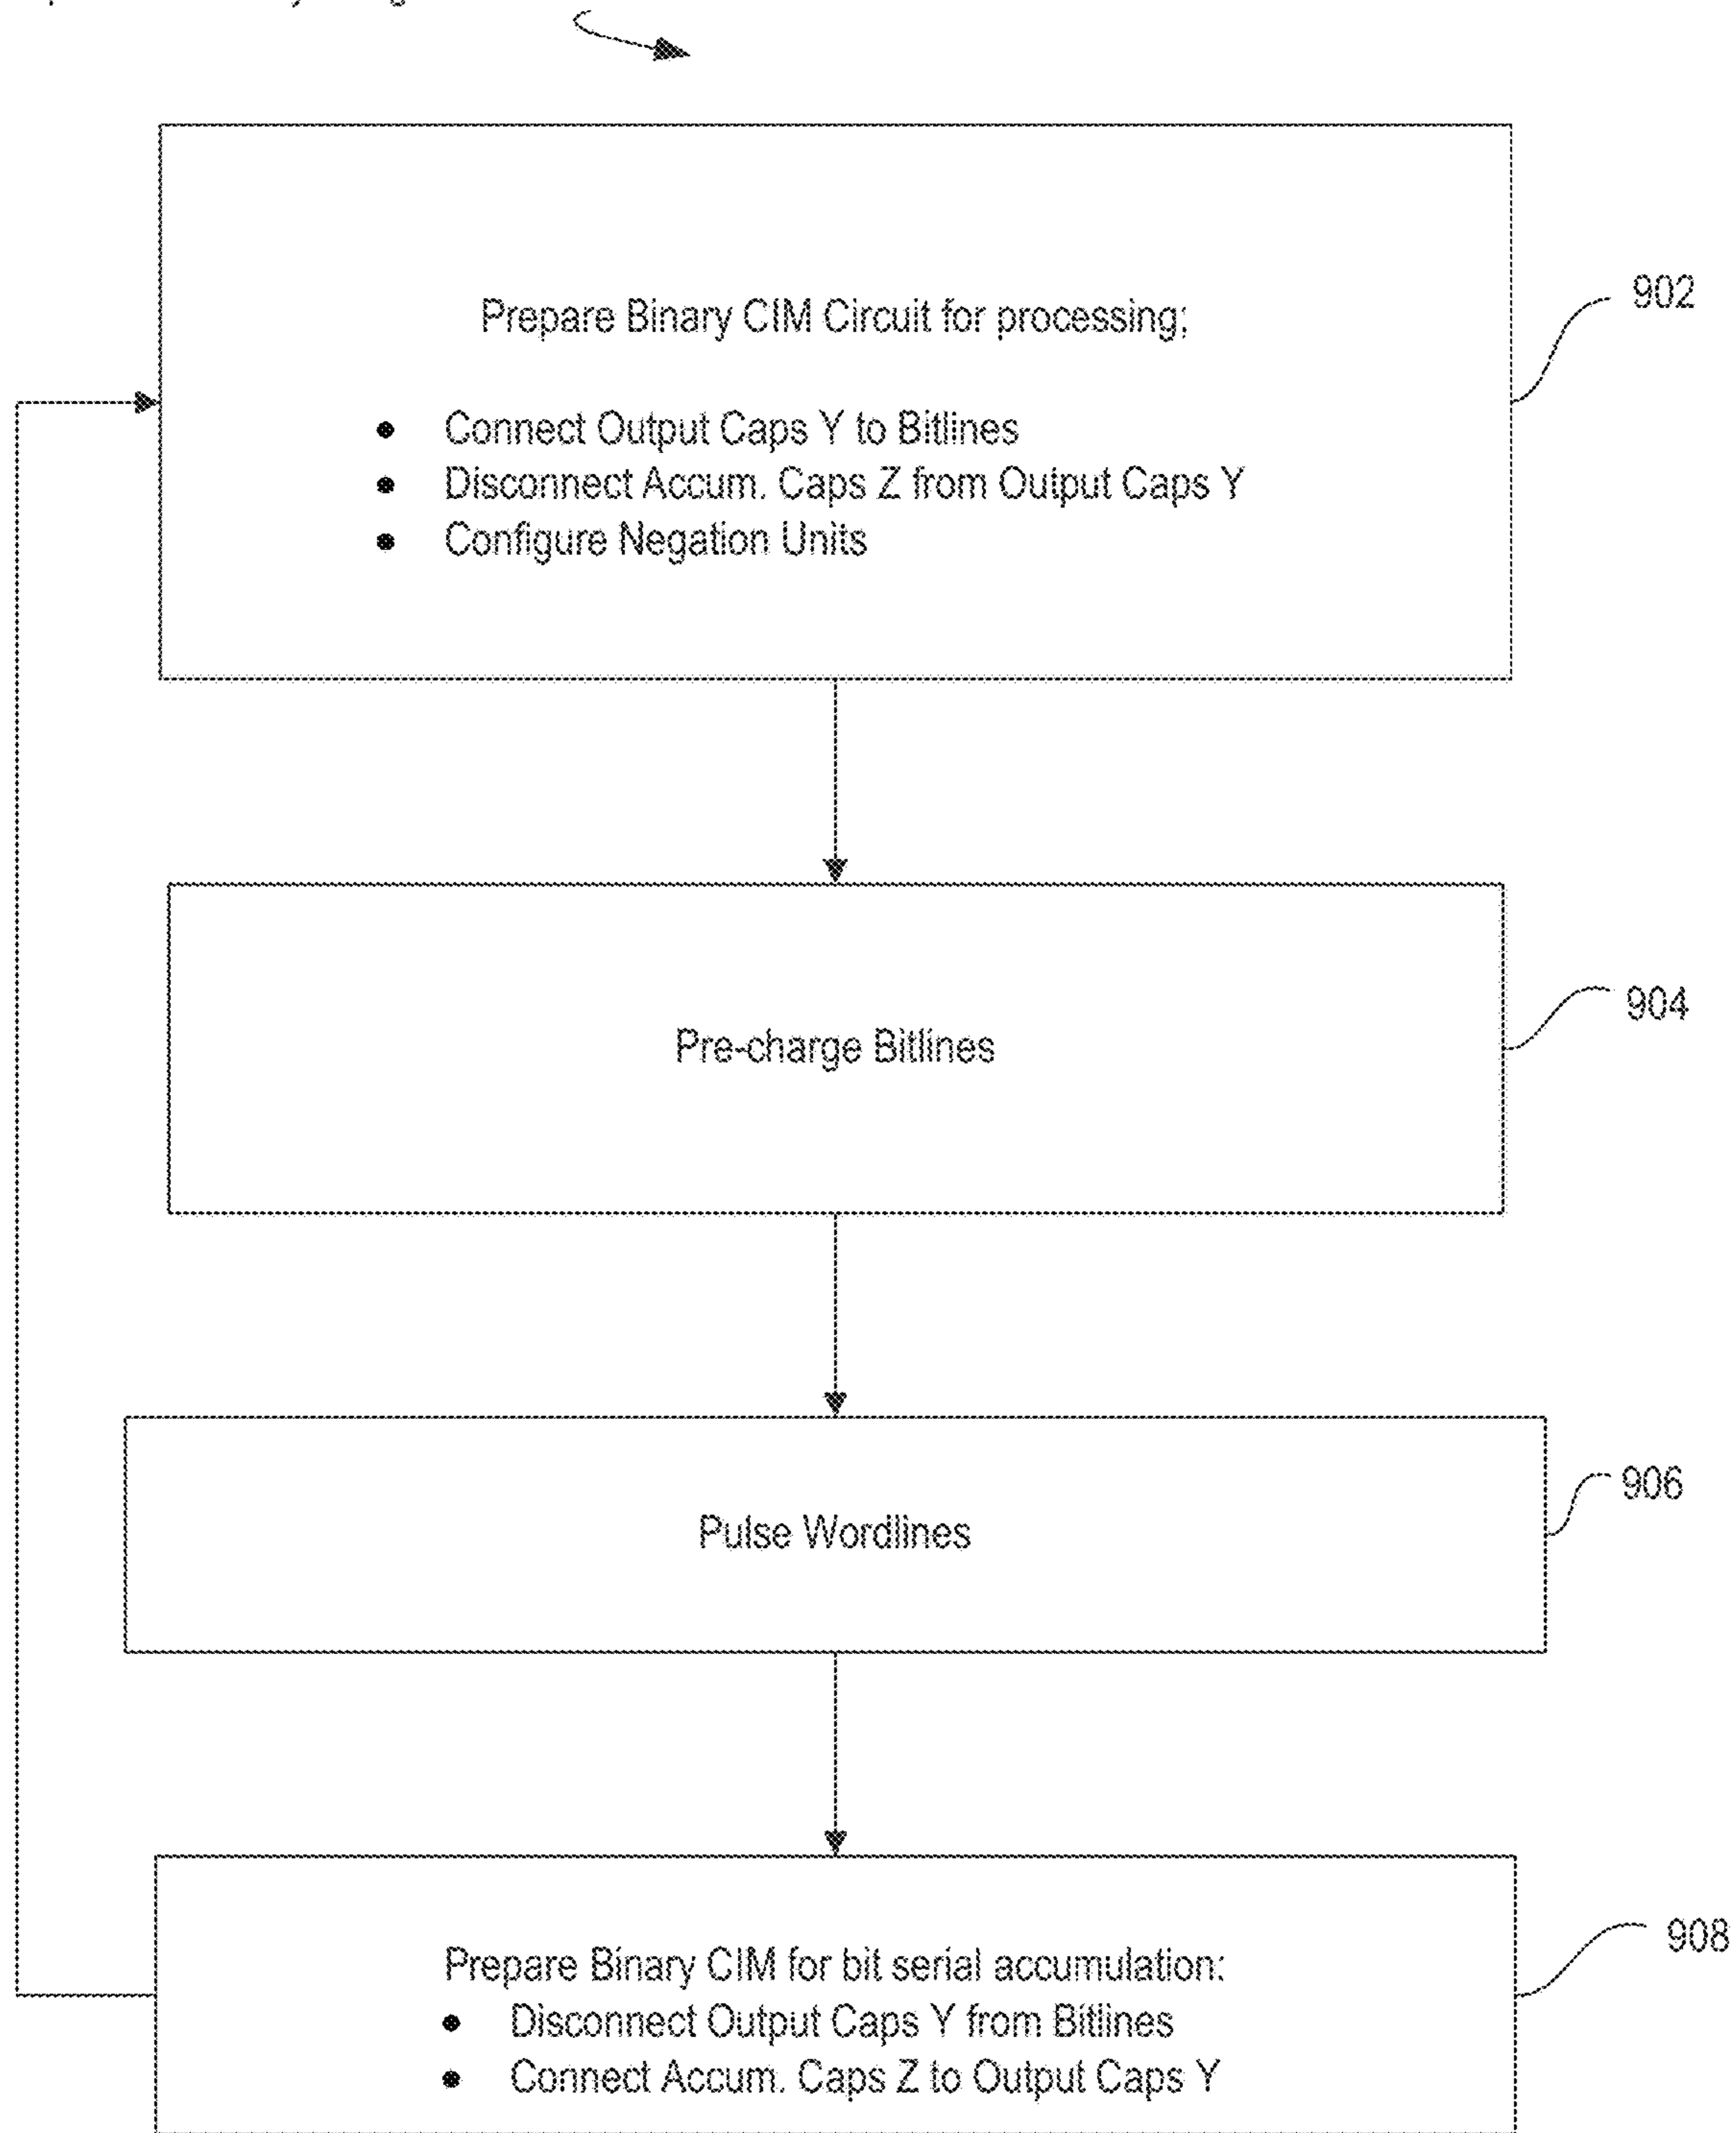 Prepare Binary CIM Circuit for processing;
902
• Connect Output Caps Y to Bitlines
• Disconnect Accum. Caps Z from Output Caps Y
• Configure Negation Units
904
Pre-charge Bitlines
906
Pulse Wordlines
908
Prepare Binary CIM for bit serial accumulation:
• Disconnect Output Caps Y from Bitlines
• Connect Accum. Caps Z to Output Caps Y